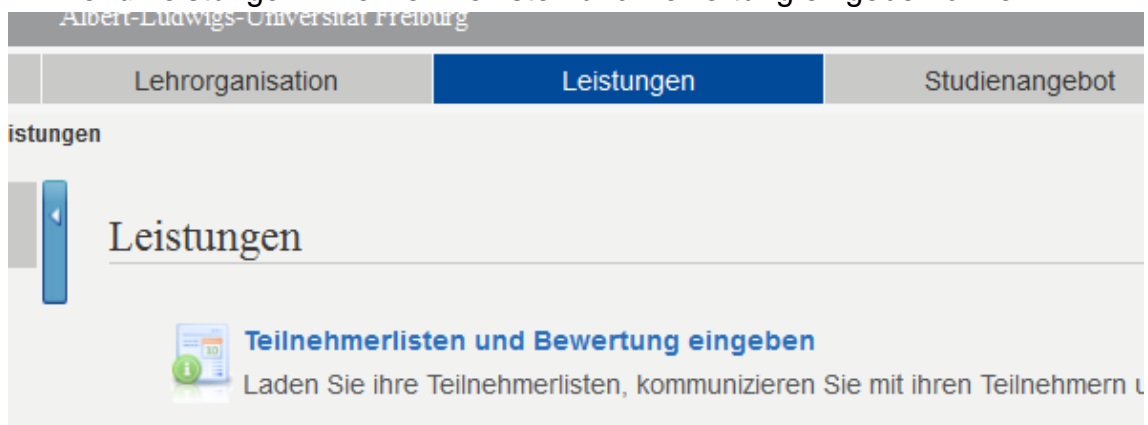 Albert-Ludwigs-Universität Freiburg
Lehrorganisation Leistungen Studienangebot
istungen
Leistungen
Teilnehmerlisten und Bewertung eingeben
Laden Sie ihre Teilnehmerlisten, kommunizieren Sie mit ihren Teilnehmern u